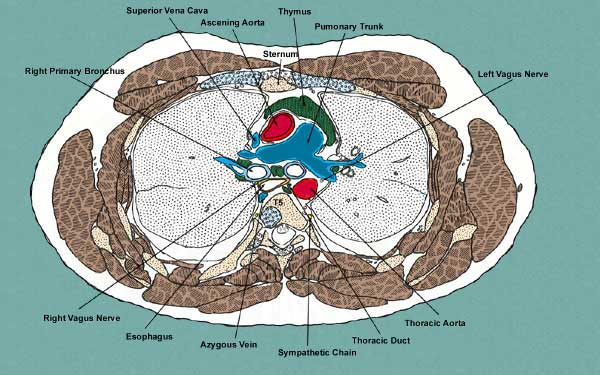 Superior Vena Cava
Thymus
Ascening Aorta
Pumonary Trunk
Sternum
Right Primary Bronchus
Left Vagus Nerve
T5
Right Vagus Nerve
Thoracic Aorta
Esophagus
Thoracic Duct
Azygous Vein
Sympathetic Chain